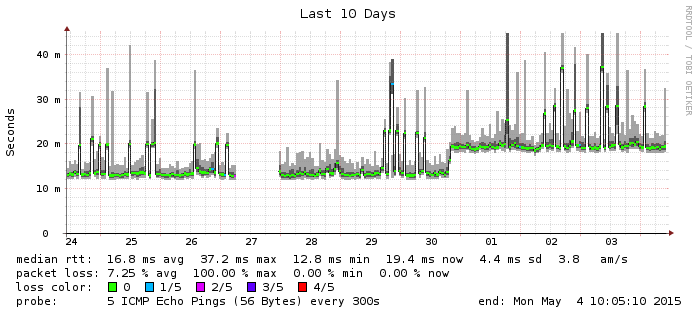 Last 10 Days
RRDTOOL / TOBI OETIKER
Seconds
40 m
30 m
20 m
10 m
0
24 25 26 27 28 29 30 01 02 03
median rtt: 16.8 ms avg 37.2 ms max 12.8 ms min 19.4 ms now 4.4 ms sd 3.8 am/s
packet loss: 7.25 % avg 100.00 % max 0.00 % min 0.00 % now
loss color: 0 1/5 2/5 3/5 4/5
probe: 5 ICMP Echo Pings (56 Bytes) every 300s end: Mon May 4 10:05:10 2015